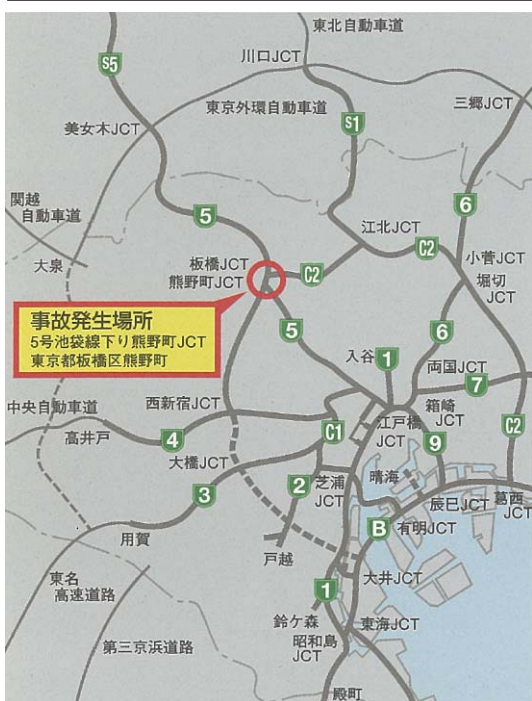 東北自動車道
川口JCT
S5
三郷JCT
東京外環自動車道
S1
美女木JCT
関越
自動車道
5
6
江北JCT
大泉
板橋JCT
熊野町JCT
C2
C2
小菅JCT
堀切
JCT
事故発生場所
5号池袋線下り熊野町JCT
東京都板橋区熊野町
5
6
入谷
1
両国JCT
7
中央自動車道
西新宿JCT
箱崎
JCT
高井戸
4
C1
江戸橋
JCT
9
C2
大橋JCT
3
2
芝浦
JCT
晴海
辰巳JCT
葛西
JCT
用賀
B
有明JCT
戸越
東名
高速道路
大井JCT
1
鈴ケ森
昭和島
JCT
東海JCT
第三京浜道路
殿町